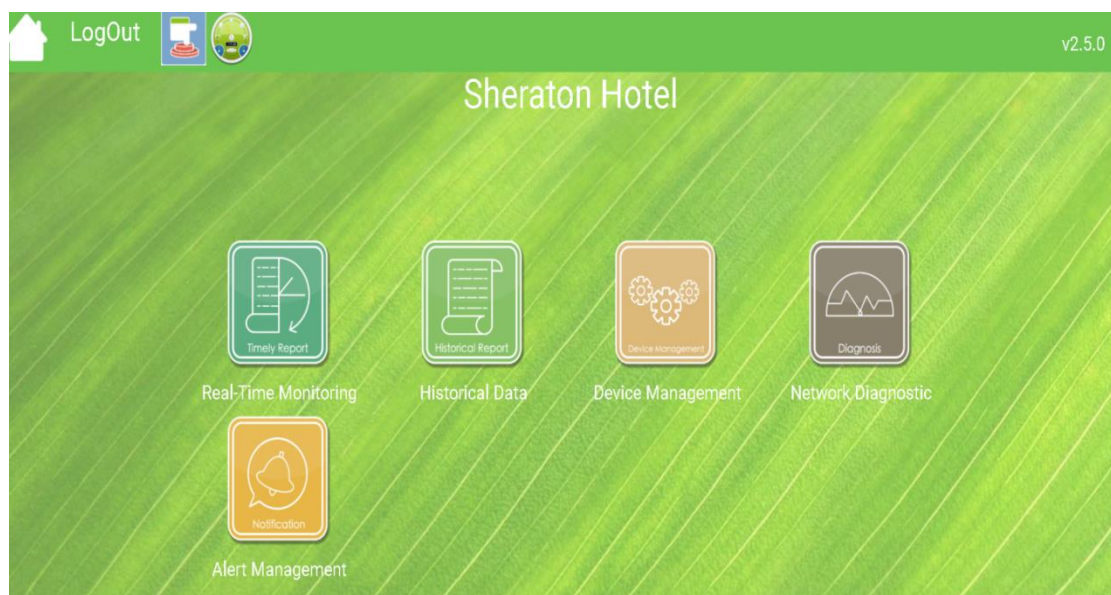 LogOut
v2.5.0
Sheraton Hotel
Timely Report
Historical Report
Device Management
Diagnosis
Real-Time Monitoring
Historical Data
Device Management
Network Diagnostic
Notification
Alert Management